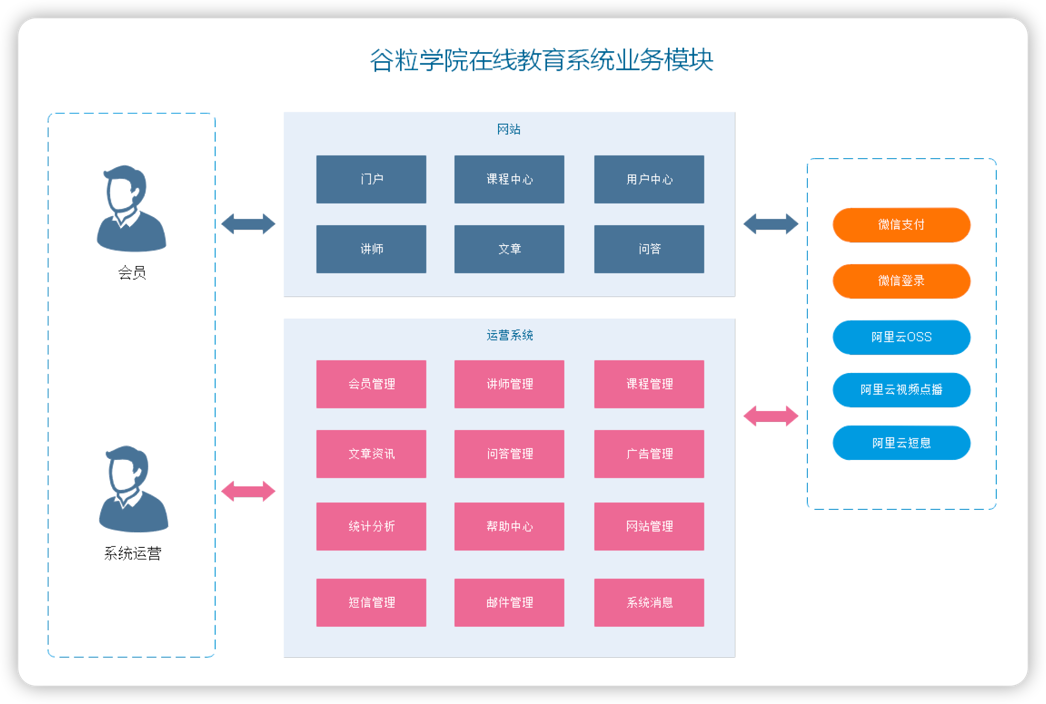 谷粒学院在线教育系统业务模块
网站
门户
课程中心
用户中心
讲师
文章
问答
会员
运营系统
会员管理
讲师管理
课程管理
文章资讯
问答管理
广告管理
统计分析
帮助中心
网站管理
短信管理
邮件管理
系统消息
系统运营
微信支付
微信登录
阿里云OSS
阿里云视频点播
阿里云短息